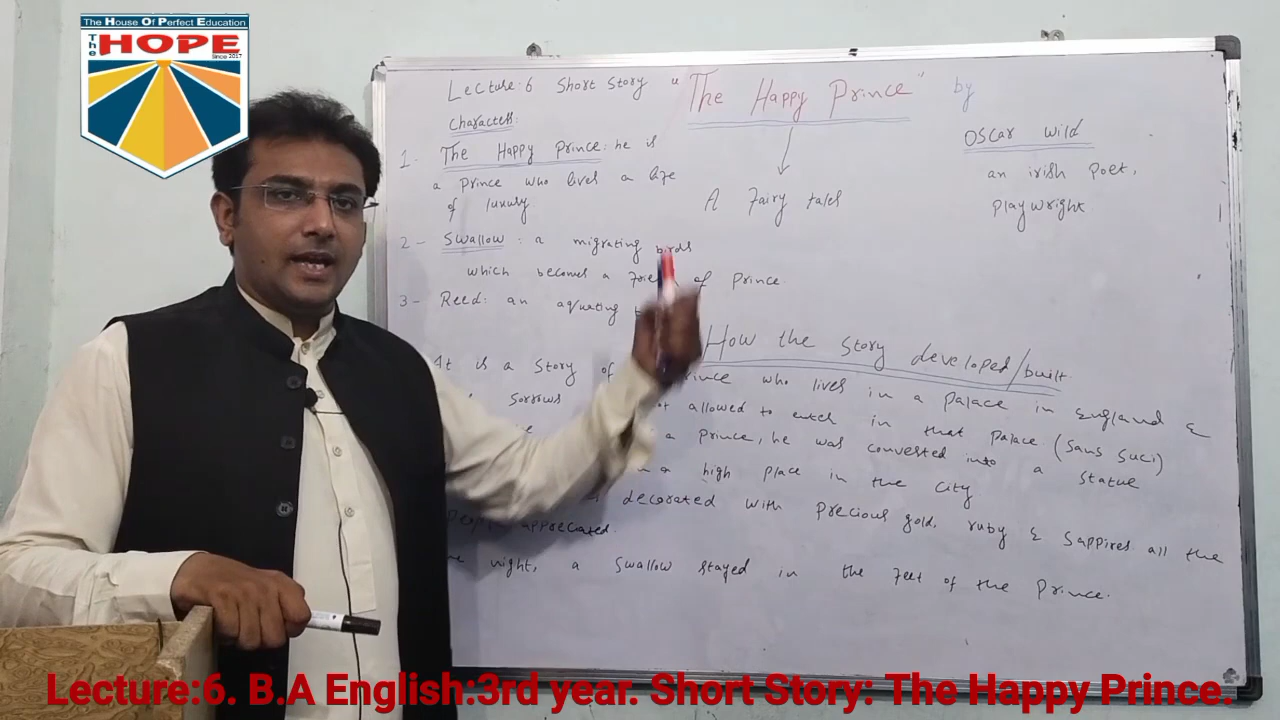 The House Of Perfect Education
The HOPE
Since 2017
Lecture:6 Short Story "The Happy Prince" by
Characters:
Oscar Wild
an irish Poet,
Playwright
A Fairy tales
1- The Happy Prince: he is
a prince who lives a life
of luxury.
2- Swallow: a migrating birds
which becomes a friend of Prince.
3- Reed: an aquating
How the story developed/built.
It is a story of Prince who lives in a palace in England &
sorrows not allowed to enter in that Palace (Sans Suci)
a Prince, he was converted into a statue
in a high place in the city
decorated with Precious gold, ruby & Sappires. all the
People appreciated.
night, a swallow stayed in the feet of the Prince.
Lecture:6. B.A English:3rd year. Short Story: The Happy Prince.